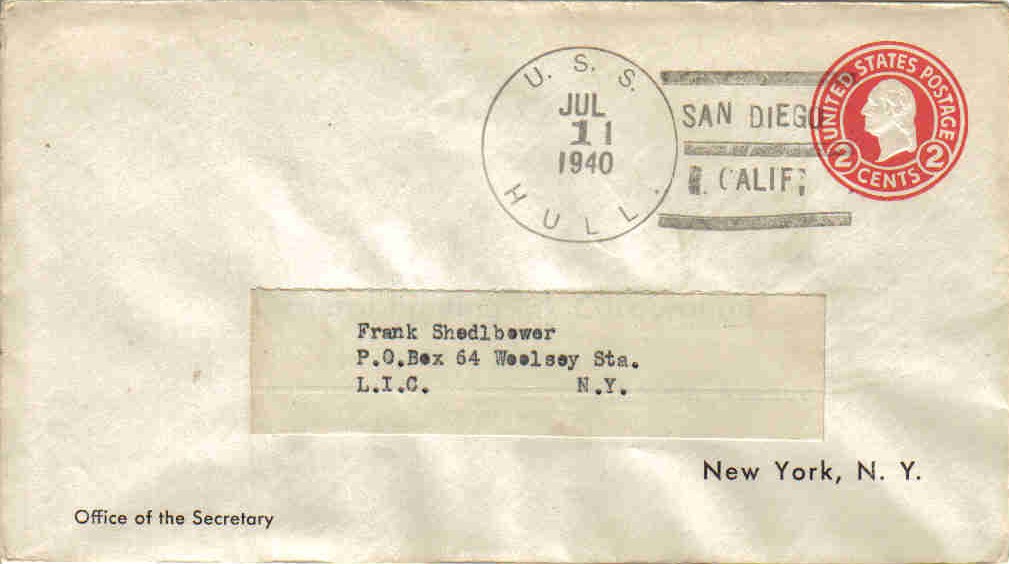 U. S. S.
JUL
11
1940
HULL.
SAN DIEGO
CALIF.
UNITED STATES POSTAGE
2 CENTS 2
Frank Shedlbower
P.O.Box 64 Woolsey Sta.
L.I.C. N.Y.
New York, N. Y.
Office of the Secretary